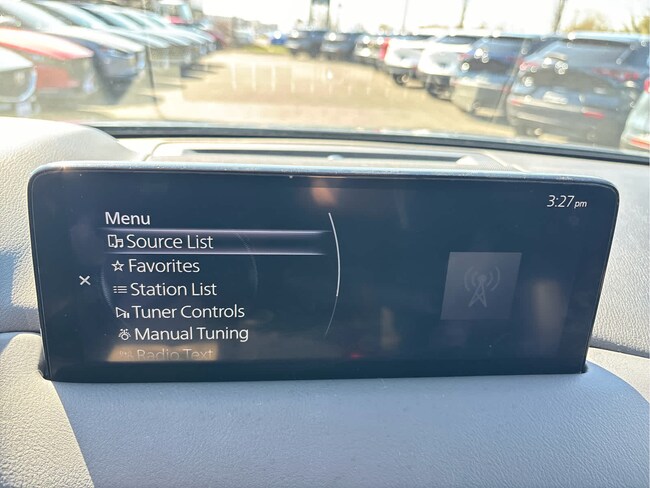 3:27pm
Menu
Source List
Favorites
Station List
Tuner Controls
Manual Tuning
Radio Text